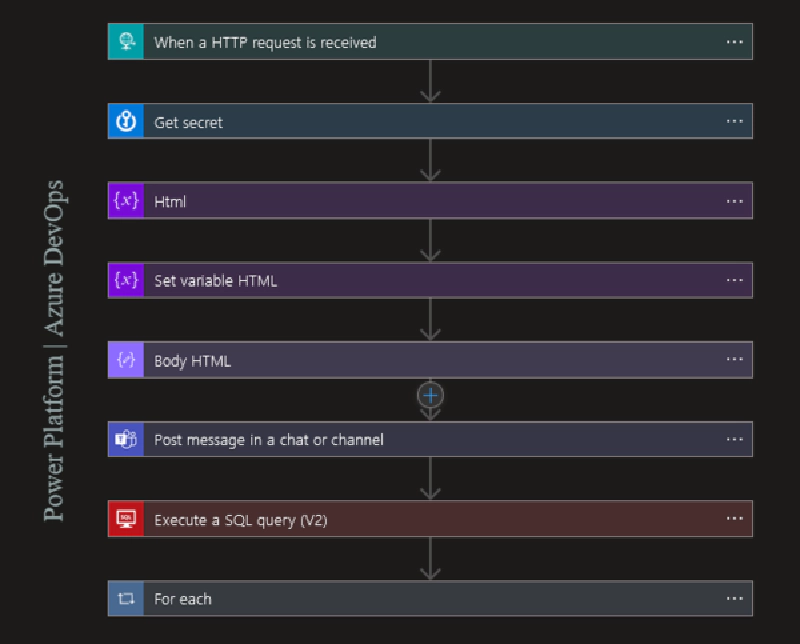 Power Platform | Azure DevOps
When a HTTP request is received
Get secret
{x} Html
{x} Set variable HTML
Body HTML
Post message in a chat or channel
SQL Execute a SQL query (V2)
For each